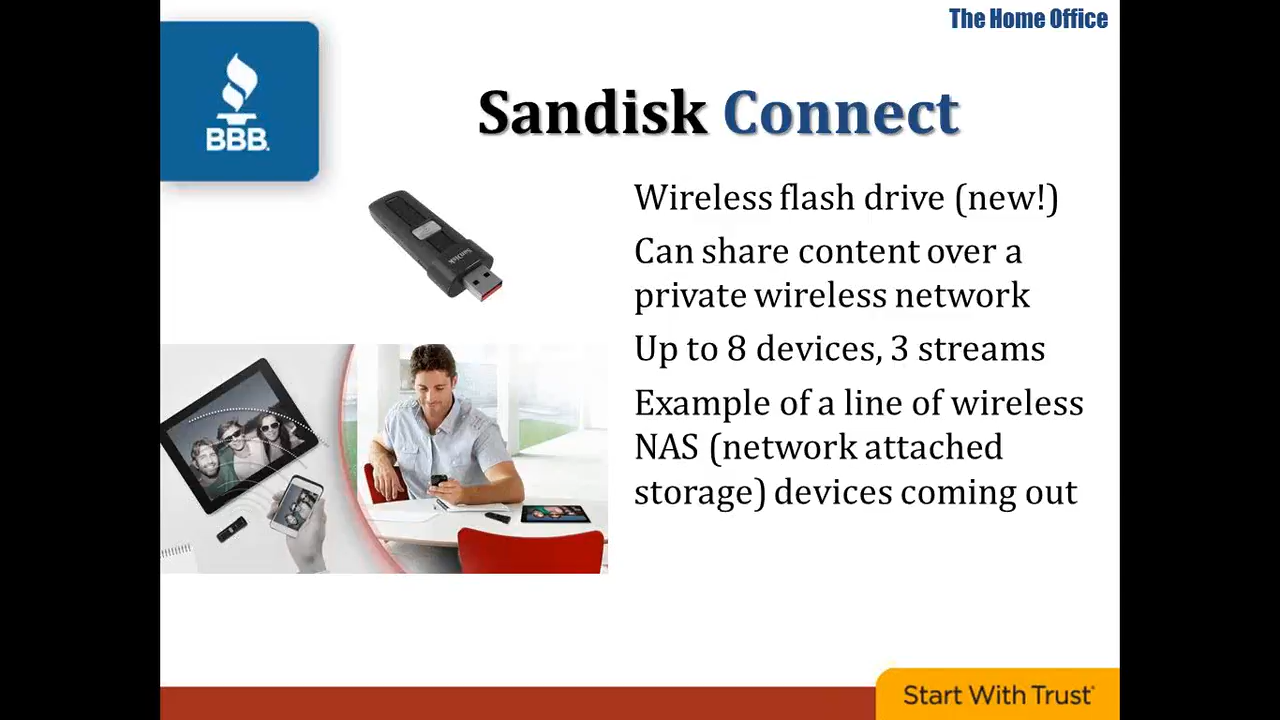 The Home Office
BBB.
Sandisk Connect
Wireless flash drive (new!)
Can share content over a
private wireless network
Up to 8 devices, 3 streams
Example of a line of wireless
NAS (network attached
storage) devices coming out
SanDisk
Start With Trust®